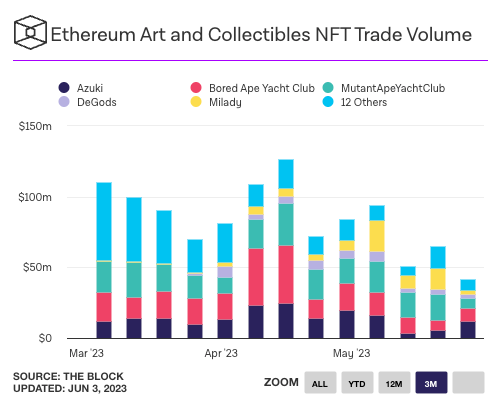 Ethereum Art and Collectibles NFT Trade Volume
Azuki
Bored Ape Yacht Club
MutantApeYachtClub
DeGods
Milady
12 Others
$150m
$100m
$50m
$0
Mar '23
Apr '23
May '23
SOURCE: THE BLOCK
UPDATED: JUN 3, 2023
ZOOM
ALL
YTD
12M
3M